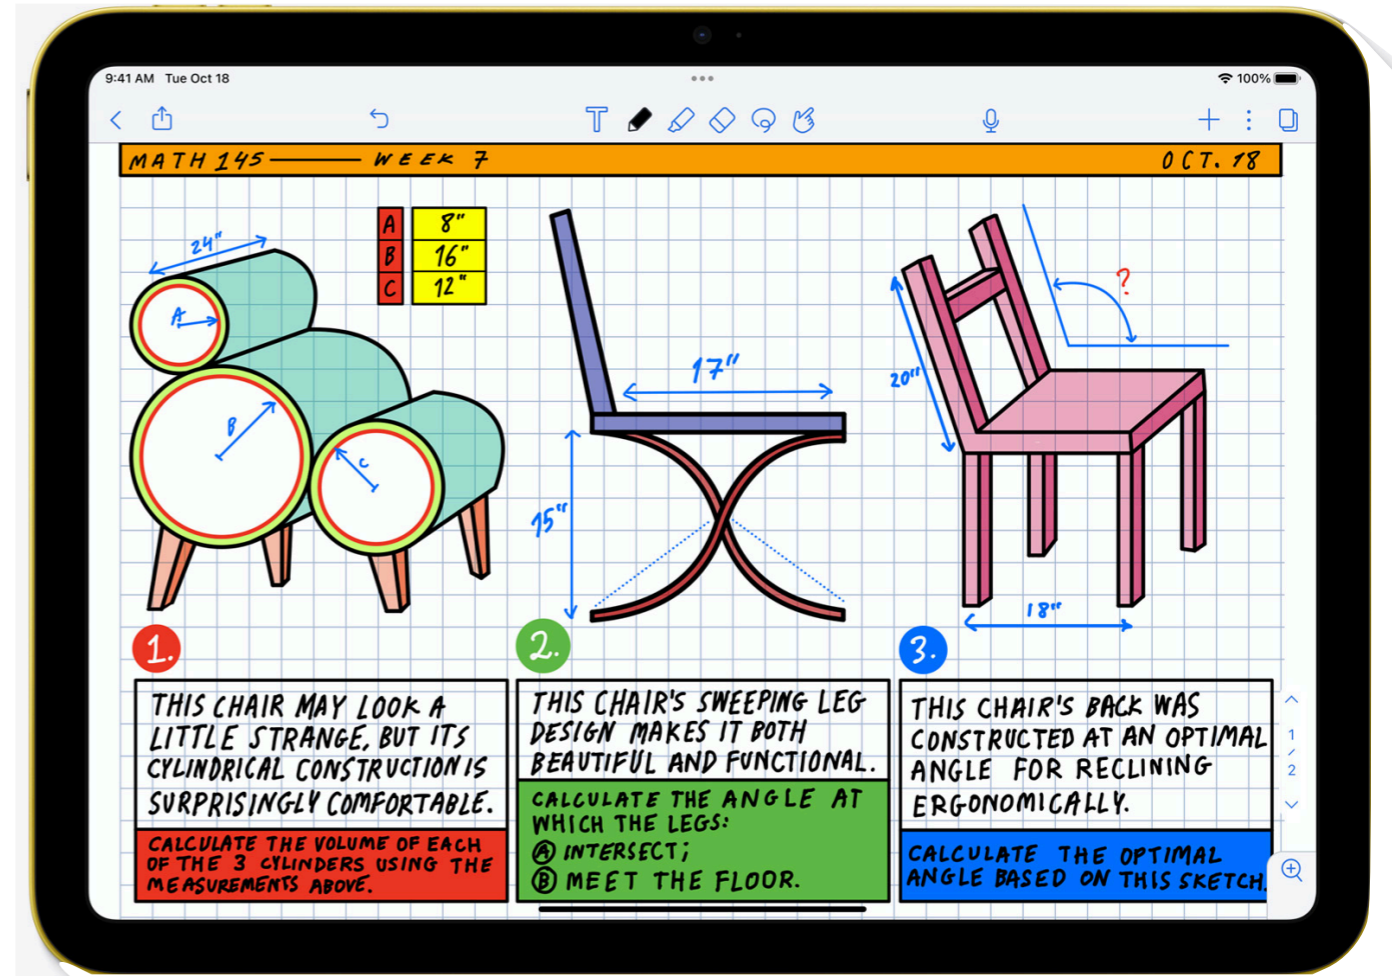 9:41 AM Tue Oct 18
100%
MATH 145 WEEK 7
OCT. 18
24"
A
B
C
A 8"
B 16"
C 12"
17"
15"
?
20"
18"
1.
THIS CHAIR MAY LOOK A
LITTLE STRANGE, BUT ITS
CYLINDRICAL CONSTRUCTION IS
SURPRISINGLY COMFORTABLE.
CALCULATE THE VOLUME OF EACH
OF THE 3 CYLINDERS USING THE
MEASUREMENTS ABOVE.
2.
THIS CHAIR'S SWEEPING LEG
DESIGN MAKES IT BOTH
BEAUTIFUL AND FUNCTIONAL.
CALCULATE THE ANGLE AT
WHICH THE LEGS:
Ⓐ INTERSECT;
Ⓑ MEET THE FLOOR.
3.
THIS CHAIR'S BACK WAS
CONSTRUCTED AT AN OPTIMAL
ANGLE FOR RECLINING
ERGONOMICALLY.
CALCULATE THE OPTIMAL
ANGLE BASED ON THIS SKETCH.
1
/
2